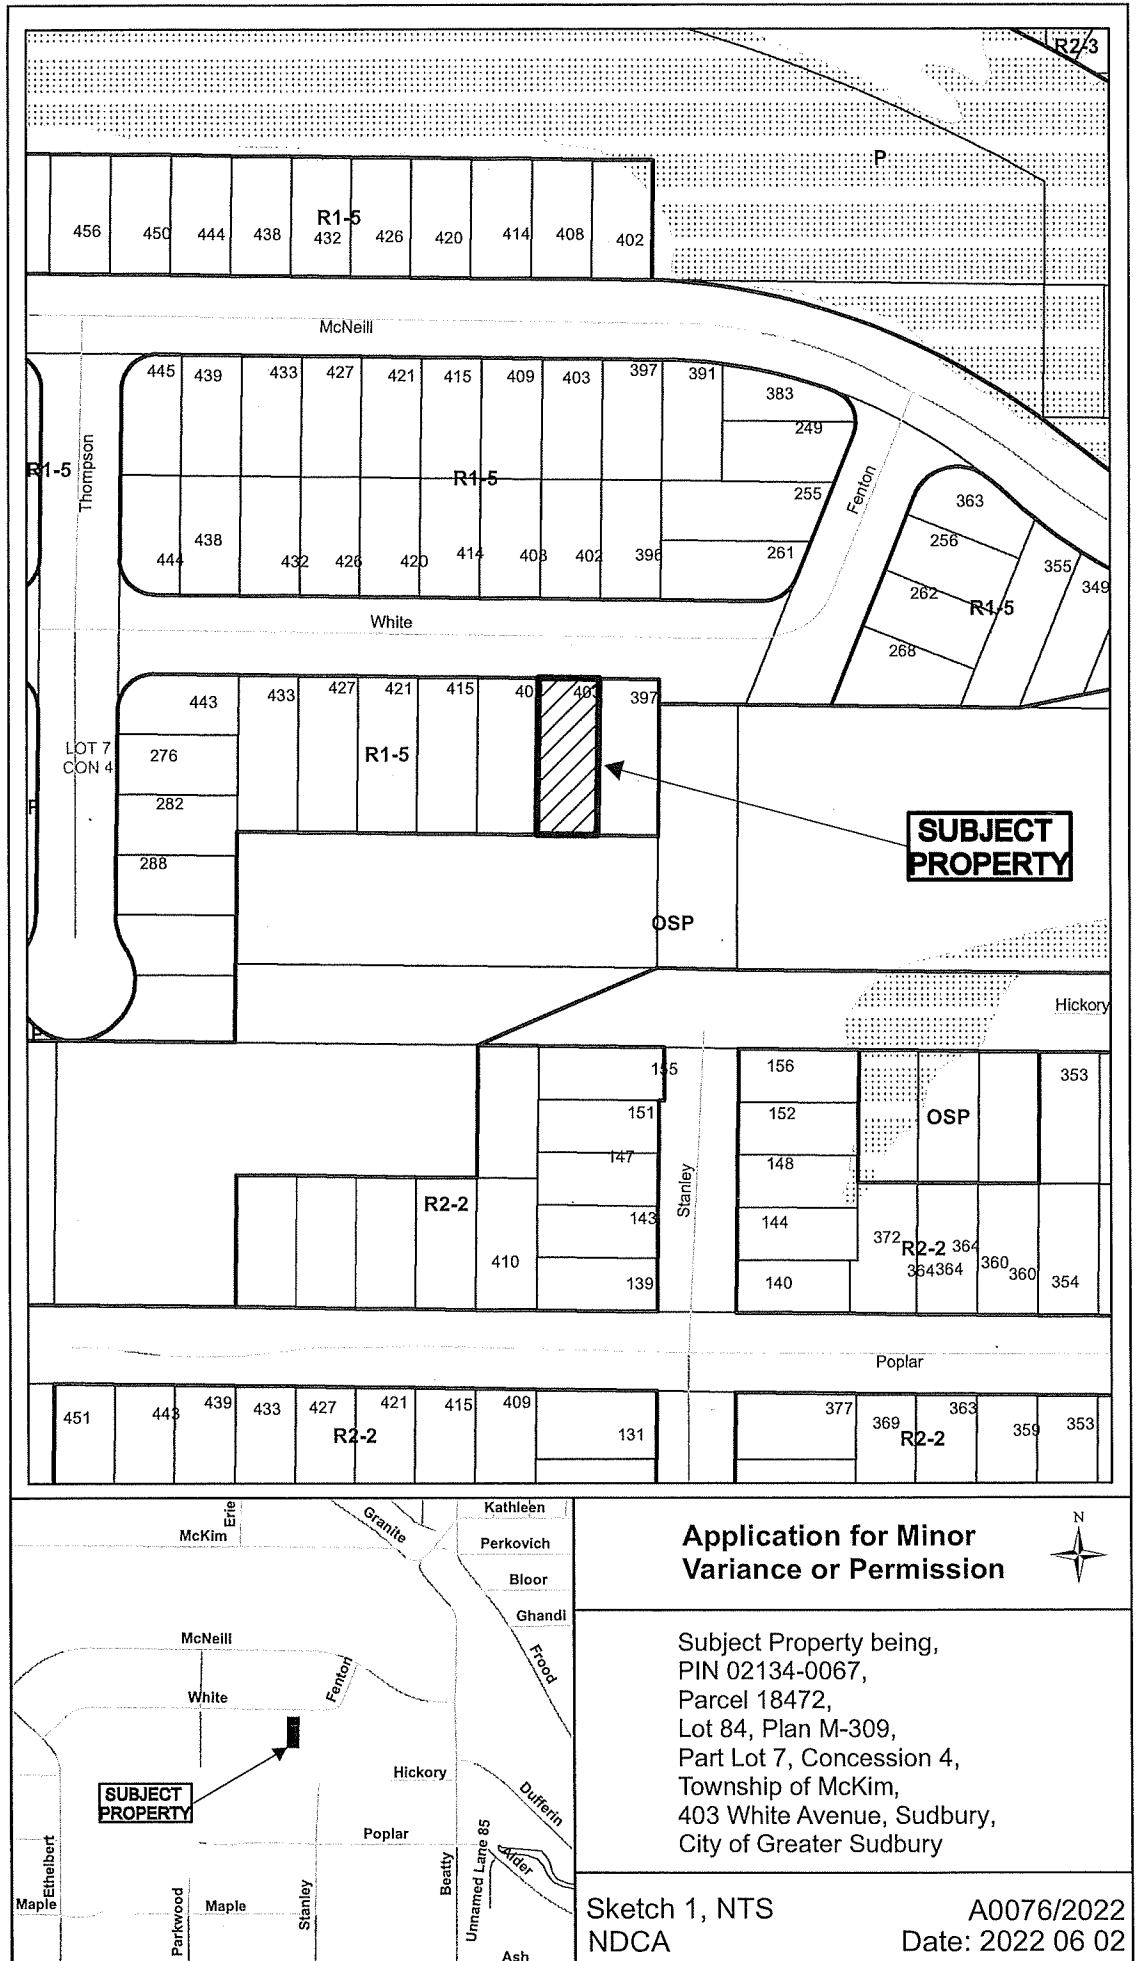 R2-3
P
R1-5
456 450 444 438 432 426 420 414 408 402
McNeill
445 439 433 427 421 415 409 403 397 391
383
249
R1-5
Thompson
R1-5
255
Fenton
363
256
355
349
438
444 432 426 420 414 408 402 396 261
262
R1-5
268
White
443 433 427 421 415 403 397
LOT 7
CON 4
276
R1-5
282
288
SUBJECT
PROPERTY
OSP
Hickory
155 156 353
151 152 OSP
147 148
Stanley
R2-2
143 144 372 R2-2 364
364 364 360 360 354
410 139 140
Poplar
451 443 439 433 427 421 415 409
R2-2
131
377 369 363 359 353
R2-2
Erie
McKim
Granite
Kathleen
Perkovich
Bloor
Ghandi
Frood
McNeill
White
Fenton
SUBJECT
PROPERTY
Hickory
Dufferin
Poplar
Ethelbert
Beatty
Unnamed Lane 85
Alder
Maple
Parkwood
Maple
Stanley
Ash
Application for Minor
Variance or Permission
N
Subject Property being,
PIN 02134-0067,
Parcel 18472,
Lot 84, Plan M-309,
Part Lot 7, Concession 4,
Township of McKim,
403 White Avenue, Sudbury,
City of Greater Sudbury
Sketch 1, NTS
NDCA
A0076/2022
Date: 2022 06 02